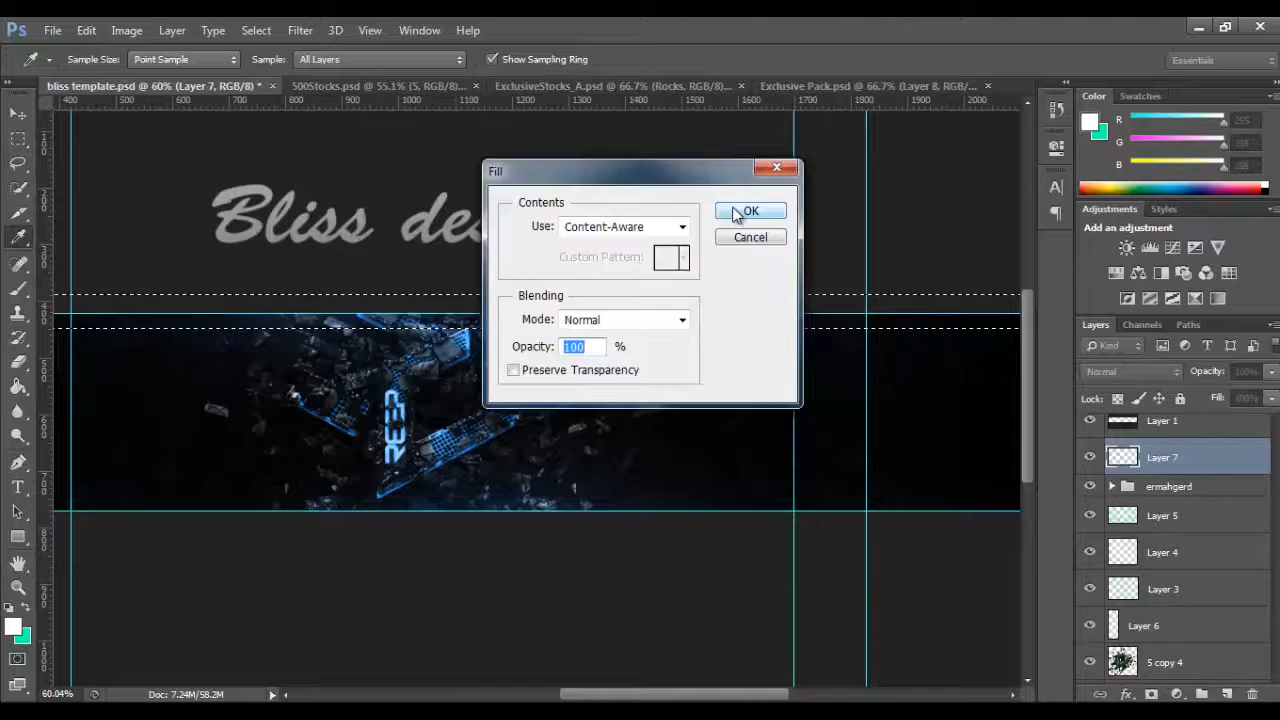 Ps File Edit Image Layer Type Select Filter 3D View Window
Sample Size: Point Sample Sample: All Layers Show Sampling Ring Essentials
bliss template.psd @ 60% (Layer 7, RGB/8) * × 500Stocks.psd @ 55.1% (5, RGB/8)... × ExclusiveStocks_A.psd @ 66.7% (Rocks, RGB/8)... × Exclusive Pack.psd @ 66.7% (Layer 8, RGB/... ×
400 500 600 700 800 900 1000 1100 1200 1300 1400 1500 1600 1700 1800 1900 2000
Color Swatches
R 255
G 255
B 255
Bliss des
Fill
Contents
Use: Content-Aware
Custom Pattern:
OK
Cancel
Blending
Mode: Normal
Opacity: 100 %
Preserve Transparency
REEP
Adjustments Styles
Add an adjustment
Layers Channels Paths
Kind
Normal Opacity: 100%
Lock: Fill: 100%
Layer 1
Layer 7
ermahgerd
Layer 5
Layer 4
Layer 3
Layer 6
5 copy 4
60.04% Doc: 7.24M/58.2M